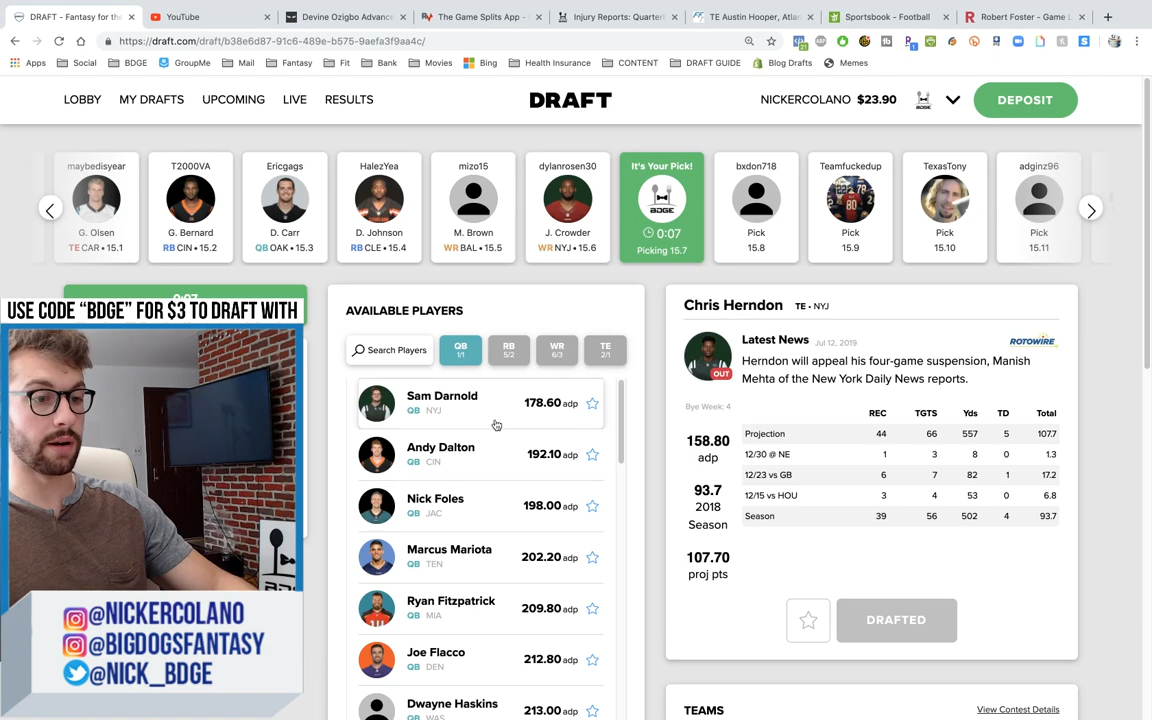 DRAFT - Fantasy for the
YouTube
Devine Ozigbo Advanc
The Game Splits App -
Injury Reports: Quarter
TE Austin Hooper, Atla
Sportsbook - Football
Robert Foster - Game L
https://draft.com/draft/b38e6d87-91c6-489e-b575-9aefa3f9aa4c/
Apps Social BDGE GroupMe Mail Fantasy Fit Bank Movies Bing Health Insurance CONTENT DRAFT GUIDE Blog Drafts Memes
LOBBY MY DRAFTS UPCOMING LIVE RESULTS DRAFT NICKERCOLANO $23.90 BDGE DEPOSIT
maybedisyear T2000VA Ericgags HalezYea mizo15 dylanrosen30 It's Your Pick! bxdon718 Teamfuckedup TexasTony adginz96
BDGE
G. Olsen G. Bernard D. Carr D. Johnson M. Brown J. Crowder 0:07 Pick Pick Pick Pick
TE CAR • 15.1 RB CIN • 15.2 QB OAK • 15.3 RB CLE • 15.4 WR BAL • 15.5 WR NYJ • 15.6 Picking 15.7 15.8 15.9 15.10 15.11
USE CODE "BDGE" FOR $3 TO DRAFT WITH
@NICKERCOLANO
@BIGDOGSFANTASY
@NICK_BDGE
AVAILABLE PLAYERS
Search Players
QB 1/1
RB 5/2
WR 6/3
TE 2/1
Sam Darnold 178.60 adp
QB NYJ
Andy Dalton 192.10 adp
QB CIN
Nick Foles 198.00 adp
QB JAC
Marcus Mariota 202.20 adp
QB TEN
Ryan Fitzpatrick 209.80 adp
QB MIA
Joe Flacco 212.80 adp
QB DEN
Dwayne Haskins 213.00 adp
QB WAS
Chris Herndon TE • NYJ
OUT
Latest News Jul 12, 2019 ROTOWIRE
Herndon will appeal his four-game suspension, Manish
Mehta of the New York Daily News reports.
Bye Week: 4
158.80
adp
93.7
2018
Season
107.70
proj pts
REC TGTS Yds TD Total
Projection 44 66 557 5 107.7
12/30 @ NE 1 3 8 0 1.3
12/23 vs GB 6 7 82 1 17.2
12/15 vs HOU 3 4 53 0 6.8
Season 39 56 502 4 93.7
DRAFTED
TEAMS View Contest Details